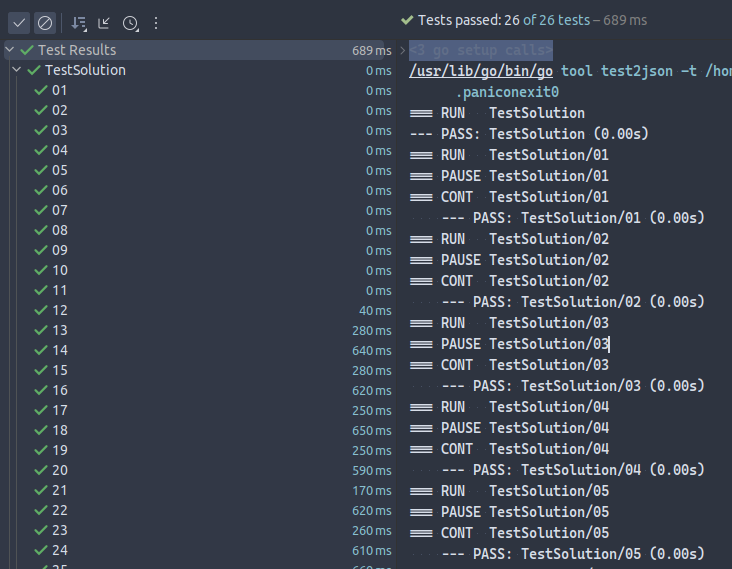 Test Results 689 ms
TestSolution 0 ms
01 0 ms
02 0 ms
03 0 ms
04 0 ms
05 0 ms
06 0 ms
07 0 ms
08 0 ms
09 0 ms
10 0 ms
11 0 ms
12 40 ms
13 280 ms
14 640 ms
15 280 ms
16 620 ms
17 250 ms
18 650 ms
19 250 ms
20 590 ms
21 170 ms
22 620 ms
23 260 ms
24 610 ms
Tests passed: 26 of 26 tests – 689 ms
<3 go setup calls>
/usr/lib/go/bin/go tool test2json -t /hom
.paniconexit0
=== RUN TestSolution
--- PASS: TestSolution (0.00s)
=== RUN TestSolution/01
=== PAUSE TestSolution/01
=== CONT TestSolution/01
--- PASS: TestSolution/01 (0.00s)
=== RUN TestSolution/02
=== PAUSE TestSolution/02
=== CONT TestSolution/02
--- PASS: TestSolution/02 (0.00s)
=== RUN TestSolution/03
=== PAUSE TestSolution/03
=== CONT TestSolution/03
--- PASS: TestSolution/03 (0.00s)
=== RUN TestSolution/04
=== PAUSE TestSolution/04
=== CONT TestSolution/04
--- PASS: TestSolution/04 (0.00s)
=== RUN TestSolution/05
=== PAUSE TestSolution/05
=== CONT TestSolution/05
--- PASS: TestSolution/05 (0.00s)